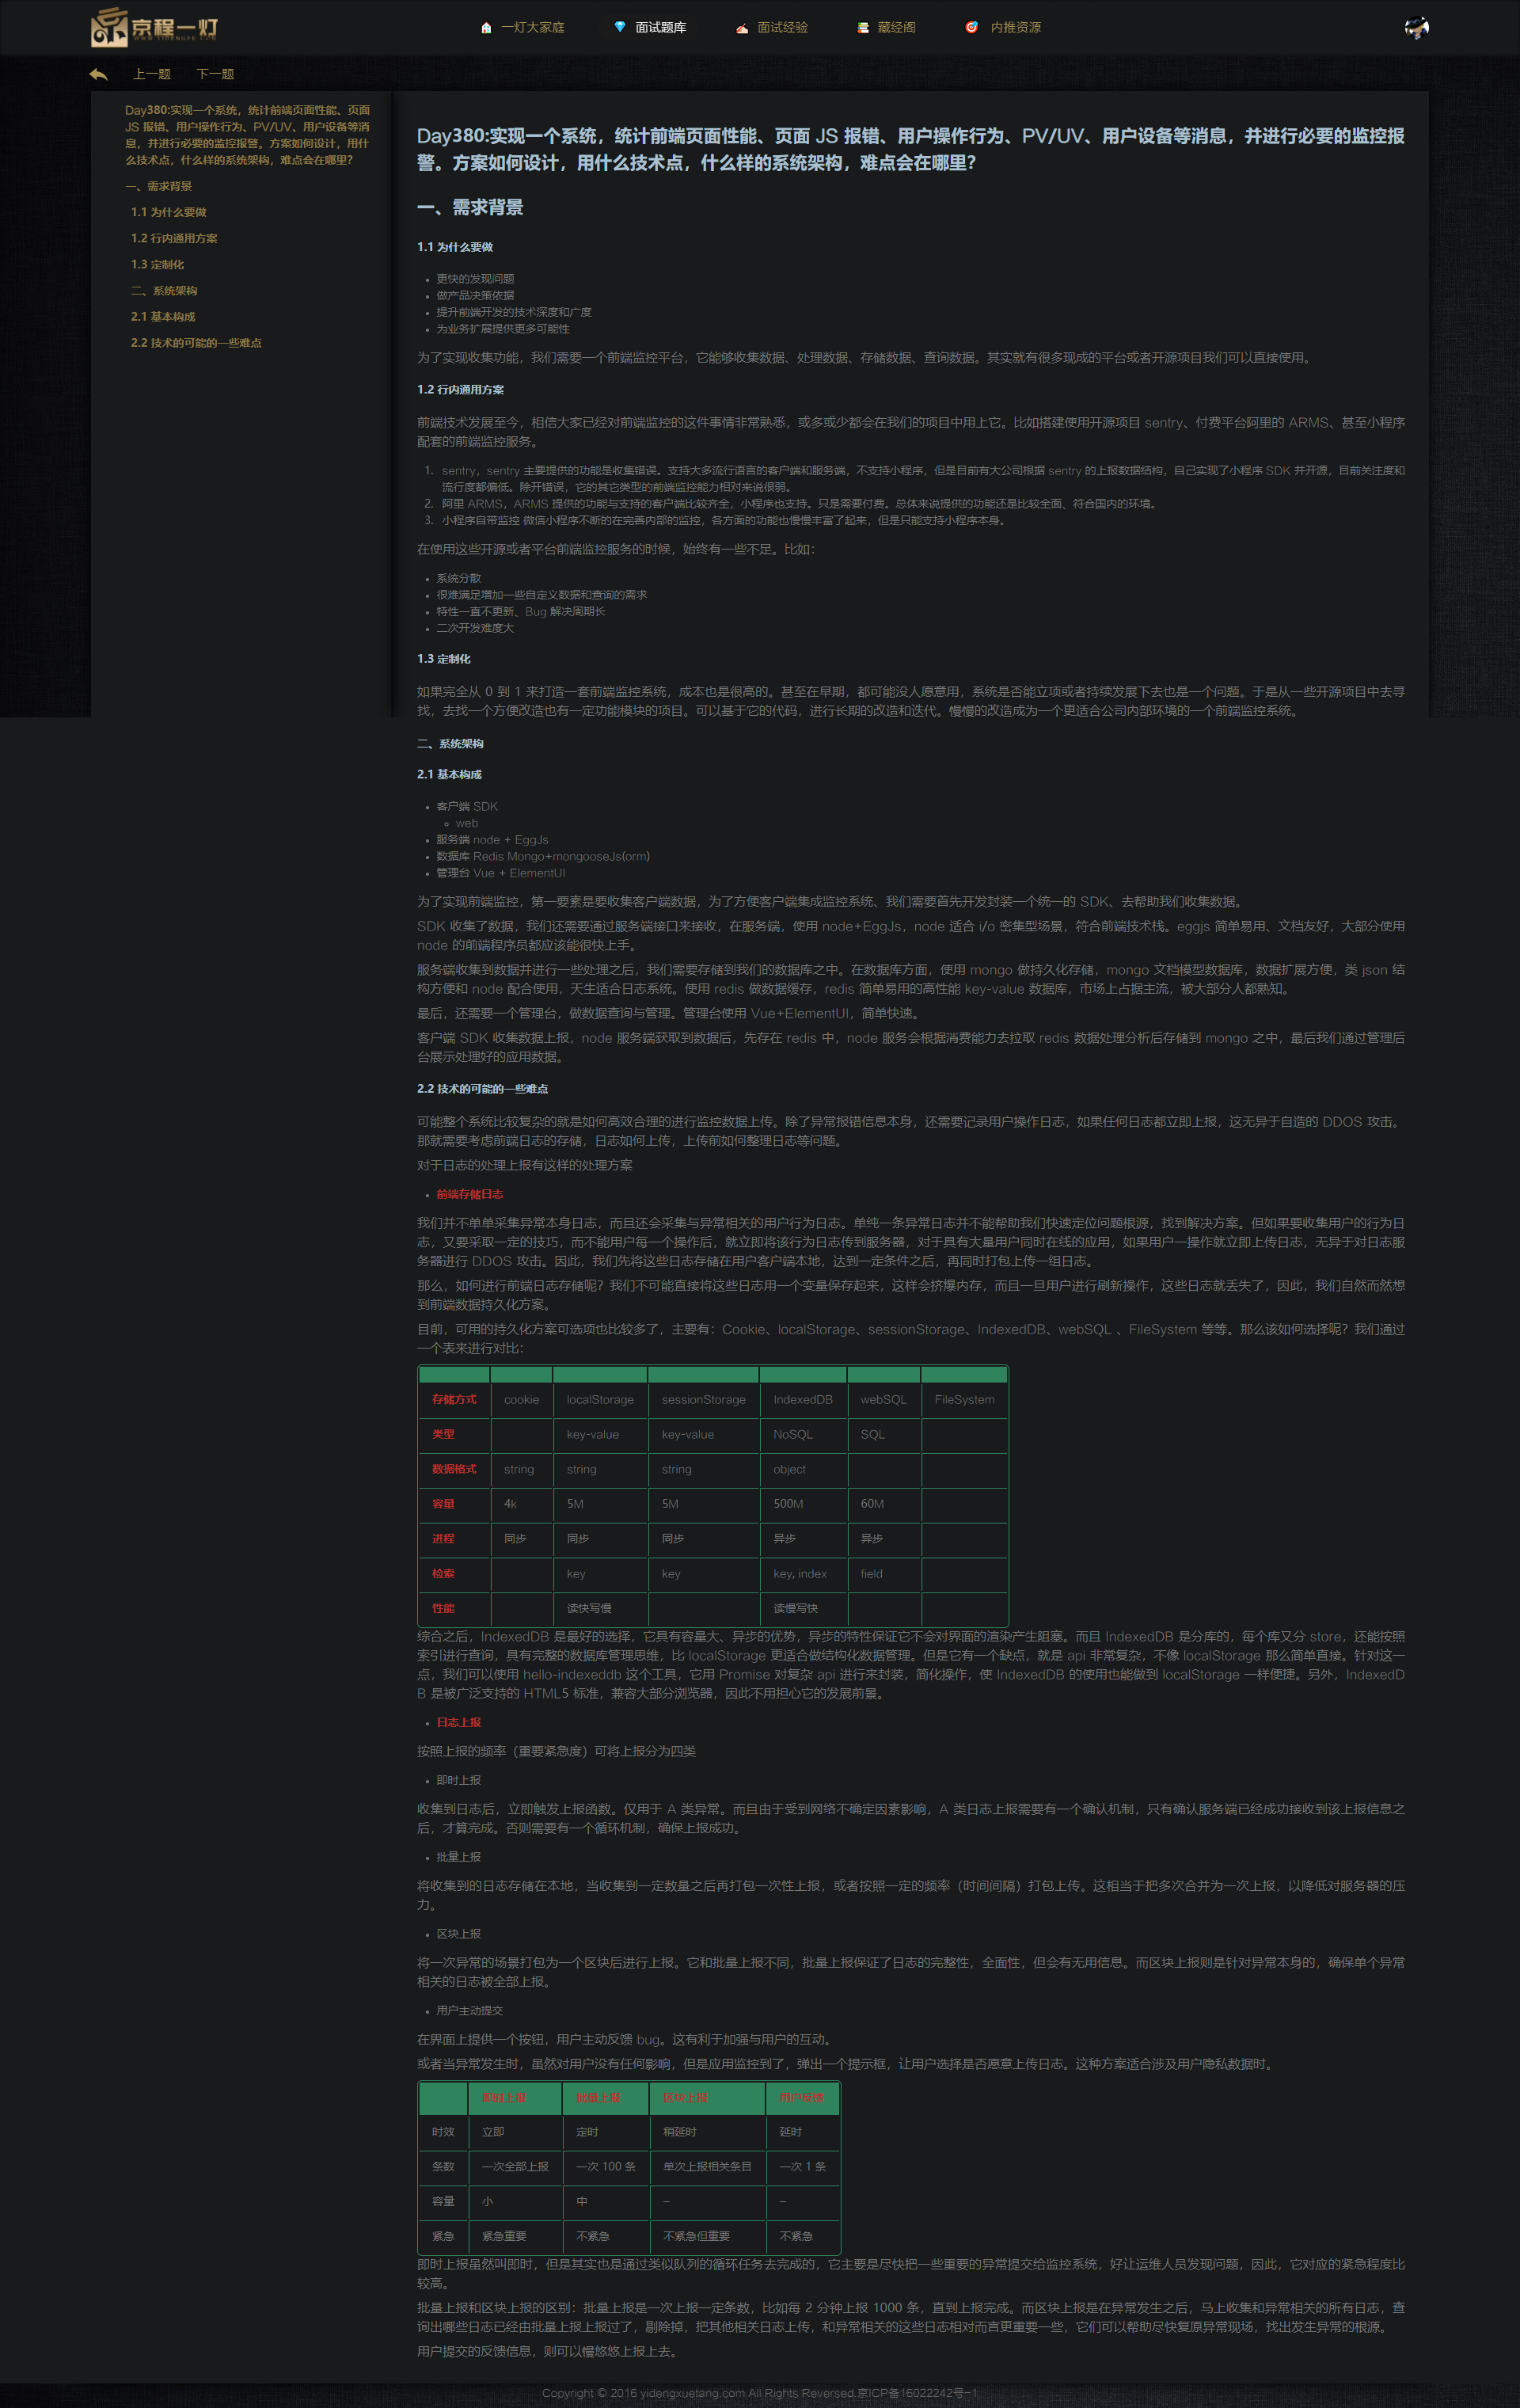 京程一灯
WWW.YIDENGFE.COM
一灯大家庭
面试题库
面试经验
藏经阁
内推资源
上一题
下一题
Day380:实现一个系统，统计前端页面性能、页面
JS 报错、用户操作行为、PV/UV、用户设备等消
息，并进行必要的监控报警。方案如何设计，用什
么技术点，什么样的系统架构，难点会在哪里？
一、需求背景
1.1 为什么要做
1.2 行内通用方案
1.3 定制化
二、系统架构
2.1 基本构成
2.2 技术的可能的一些难点
Day380:实现一个系统，统计前端页面性能、页面 JS 报错、用户操作行为、PV/UV、用户设备等消息，并进行必要的监控报
警。方案如何设计，用什么技术点，什么样的系统架构，难点会在哪里？
一、需求背景
1.1 为什么要做
更快的发现问题
做产品决策依据
提升前端开发的技术深度和广度
为业务扩展提供更多可能性
为了实现收集功能，我们需要一个前端监控平台，它能够收集数据、处理数据、存储数据、查询数据。其实就有很多现成的平台或者开源项目我们可以直接使用。
1.2 行内通用方案
前端技术发展至今，相信大家已经对前端监控的这件事情非常熟悉，或多或少都会在我们的项目中用上它。比如搭建使用开源项目 sentry、付费平台阿里的 ARMS、甚至小程序
配套的前端监控服务。
1. sentry，sentry 主要提供的功能是收集错误。支持大多流行语言的客户端和服务端，不支持小程序，但是目前有大公司根据 sentry 的上报数据结构，自己实现了小程序 SDK 并开源，目前关注度和
流行度都偏低。除开错误，它的其它类型的前端监控能力相对来说很弱。
2. 阿里 ARMS，ARMS 提供的功能与支持的客户端比较齐全，小程序也支持。只是需要付费。总体来说提供的功能还是比较全面、符合国内的环境。
3. 小程序自带监控 微信小程序不断的在完善内部的监控，各方面的功能也慢慢丰富了起来，但是只能支持小程序本身。
在使用这些开源或者平台前端监控服务的时候，始终有一些不足。比如：
系统分散
很难满足增加一些自定义数据和查询的需求
特性一直不更新、Bug 解决周期长
二次开发难度大
1.3 定制化
如果完全从 0 到 1 来打造一套前端监控系统，成本也是很高的。甚至在早期，都可能没人愿意用，系统是否能立项或者持续发展下去也是一个问题。于是从一些开源项目中去寻
找，去找一个方便改造也有一定功能模块的项目。可以基于它的代码，进行长期的改造和迭代。慢慢的改造成为一个更适合公司内部环境的一个前端监控系统。
二、系统架构
2.1 基本构成
客户端 SDK
web
服务端 node + EggJs
数据库 Redis Mongo+mongooseJs(orm)
管理台 Vue + ElementUI
为了实现前端监控，第一要素是要收集客户端数据，为了方便客户端集成监控系统、我们需要首先开发封装一个统一的 SDK、去帮助我们收集数据。
SDK 收集了数据，我们还需要通过服务端接口来接收，在服务端，使用 node+EggJs，node 适合 i/o 密集型场景，符合前端技术栈。eggjs 简单易用、文档友好，大部分使用
node 的前端程序员都应该能很快上手。
服务端收集到数据并进行一些处理之后，我们需要存储到我们的数据库之中。在数据库方面，使用 mongo 做持久化存储，mongo 文档模型数据库，数据扩展方便，类 json 结
构方便和 node 配合使用，天生适合日志系统。使用 redis 做数据缓存，redis 简单易用的高性能 key-value 数据库，市场上占据主流，被大部分人都熟知。
最后，还需要一个管理台，做数据查询与管理。管理台使用 Vue+ElementUI，简单快速。
客户端 SDK 收集数据上报，node 服务端获取到数据后，先存在 redis 中，node 服务会根据消费能力去拉取 redis 数据处理分析后存储到 mongo 之中，最后我们通过管理后
台展示处理好的应用数据。
2.2 技术的可能的一些难点
可能整个系统比较复杂的就是如何高效合理的进行监控数据上传。除了异常报错信息本身，还需要记录用户操作日志，如果任何日志都立即上报，这无异于自造的 DDOS 攻击。
那就需要考虑前端日志的存储，日志如何上传，上传前如何整理日志等问题。
对于日志的处理上报有这样的处理方案
前端存储日志
我们并不单单采集异常本身日志，而且还会采集与异常相关的用户行为日志。单纯一条异常日志并不能帮助我们快速定位问题根源，找到解决方案。但如果要收集用户的行为日
志，又要采取一定的技巧，而不能用户每一个操作后，就立即将该行为日志传到服务器，对于具有大量用户同时在线的应用，如果用户一操作就立即上传日志，无异于对日志服
务器进行 DDOS 攻击。因此，我们先将这些日志存储在用户客户端本地，达到一定条件之后，再同时打包上传一组日志。
那么，如何进行前端日志存储呢？我们不可能直接将这些日志用一个变量保存起来，这样会挤爆内存，而且一旦用户进行刷新操作，这些日志就丢失了，因此，我们自然而然想
到前端数据持久化方案。
目前，可用的持久化方案可选项也比较多了，主要有：Cookie、localStorage、sessionStorage、IndexedDB、webSQL 、FileSystem 等等。那么该如何选择呢？我们通过
一个表来进行对比：
存储方式 cookie localStorage sessionStorage IndexedDB webSQL FileSystem
类型 key-value key-value NoSQL SQL
数据格式 string string string object
容量 4k 5M 5M 500M 60M
进程 同步 同步 同步 异步 异步
检索 key key key, index field
性能 读快写慢 读慢写快
综合之后，IndexedDB 是最好的选择，它具有容量大、异步的优势，异步的特性保证它不会对界面的渲染产生阻塞。而且 IndexedDB 是分库的，每个库又分 store，还能按照
索引进行查询，具有完整的数据库管理思维，比 localStorage 更适合做结构化数据管理。但是它有一个缺点，就是 api 非常复杂，不像 localStorage 那么简单直接。针对这一
点，我们可以使用 hello-indexeddb 这个工具，它用 Promise 对复杂 api 进行来封装，简化操作，使 IndexedDB 的使用也能做到 localStorage 一样便捷。另外，IndexedD
B 是被广泛支持的 HTML5 标准，兼容大部分浏览器，因此不用担心它的发展前景。
日志上报
按照上报的频率（重要紧急度）可将上报分为四类
即时上报
收集到日志后，立即触发上报函数。仅用于 A 类异常。而且由于受到网络不确定因素影响，A 类日志上报需要有一个确认机制，只有确认服务端已经成功接收到该上报信息之
后，才算完成。否则需要有一个循环机制，确保上报成功。
批量上报
将收集到的日志存储在本地，当收集到一定数量之后再打包一次性上报，或者按照一定的频率（时间间隔）打包上传。这相当于把多次合并为一次上报，以降低对服务器的压
力。
区块上报
将一次异常的场景打包为一个区块后进行上报。它和批量上报不同，批量上报保证了日志的完整性，全面性，但会有无用信息。而区块上报则是针对异常本身的，确保单个异常
相关的日志被全部上报。
用户主动提交
在界面上提供一个按钮，用户主动反馈 bug。这有利于加强与用户的互动。
或者当异常发生时，虽然对用户没有任何影响，但是应用监控到了，弹出一个提示框，让用户选择是否愿意上传日志。这种方案适合涉及用户隐私数据时。
即时上报 批量上报 区块上报 用户反馈
时效 立即 定时 稍延时 延时
条数 一次全部上报 一次 100 条 单次上报相关条目 一次 1 条
容量 小 中 – –
紧急 紧急重要 不紧急 不紧急但重要 不紧急
即时上报虽然叫即时，但是其实也是通过类似队列的循环任务去完成的，它主要是尽快把一些重要的异常提交给监控系统，好让运维人员发现问题，因此，它对应的紧急程度比
较高。
批量上报和区块上报的区别：批量上报是一次上报一定条数，比如每 2 分钟上报 1000 条，直到上报完成。而区块上报是在异常发生之后，马上收集和异常相关的所有日志，查
询出哪些日志已经由批量上报上报过了，剔除掉，把其他相关日志上传，和异常相关的这些日志相对而言更重要一些，它们可以帮助尽快复原异常现场，找出发生异常的根源。
用户提交的反馈信息，则可以慢悠悠上报上去。
Copyright © 2016 yidengxuetang.com All Rights Reversed.京ICP备16022242号-1